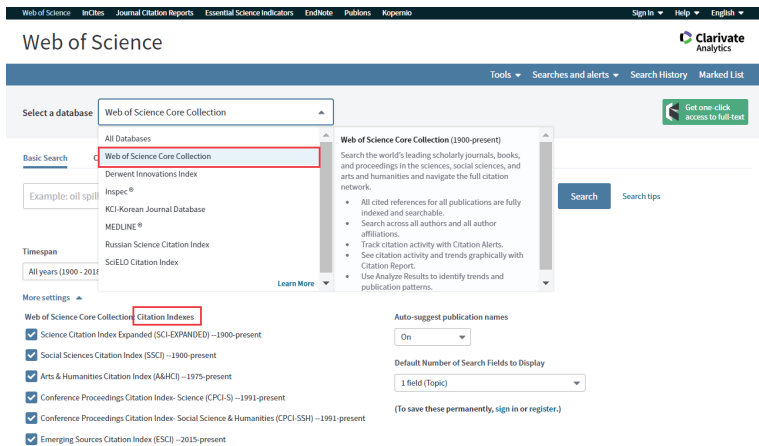 Web of Science InCites Journal Citation Reports Essential Science Indicators EndNote Publons Kopernio Sign In Help English
Web of Science
Clarivate
Analytics
Tools Searches and alerts Search History Marked List
Select a database Web of Science Core Collection
Get one-click
access to full-text
All Databases
Web of Science Core Collection
Derwent Innovations Index
Inspec®
KCI-Korean Journal Database
MEDLINE®
Russian Science Citation Index
SciELO Citation Index
Learn More
Web of Science Core Collection (1900-present)
Search the world's leading scholarly journals, books,
and proceedings in the sciences, social sciences, and
arts and humanities and navigate the full citation
network.
• All cited references for all publications are fully
indexed and searchable.
• Search across all authors and all author
affiliations.
• Track citation activity with Citation Alerts.
• See citation activity and trends graphically with
Citation Report.
• Use Analyze Results to identify trends and
publication patterns.
Basic Search C
Example: oil spill
Search Search tips
Timespan
All years (1900 - 2018
More settings
Web of Science Core Collection: Citation Indexes
Science Citation Index Expanded (SCI-EXPANDED) --1900-present
Social Sciences Citation Index (SSCI) --1900-present
Arts & Humanities Citation Index (A&HCI) --1975-present
Conference Proceedings Citation Index- Science (CPCI-S) --1991-present
Conference Proceedings Citation Index- Social Science & Humanities (CPCI-SSH) --1991-present
Emerging Sources Citation Index (ESCI) --2015-present
Auto-suggest publication names
On
Default Number of Search Fields to Display
1 field (Topic)
(To save these permanently, sign in or register.)